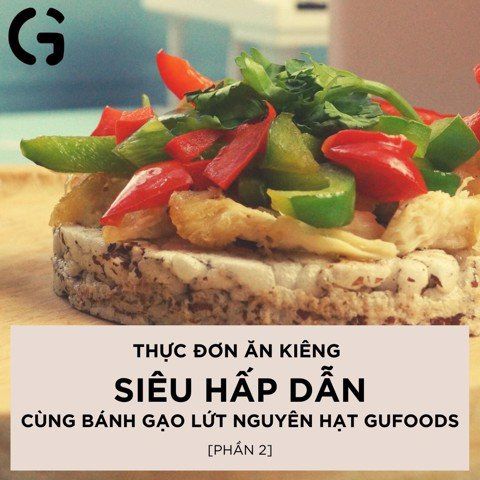 THỰC ĐƠN ĂN KIÊNG
SIÊU HẤP DẪN
CÙNG BÁNH GẠO LỨT NGUYÊN HẠT GUFOODS
[PHẦN 2]